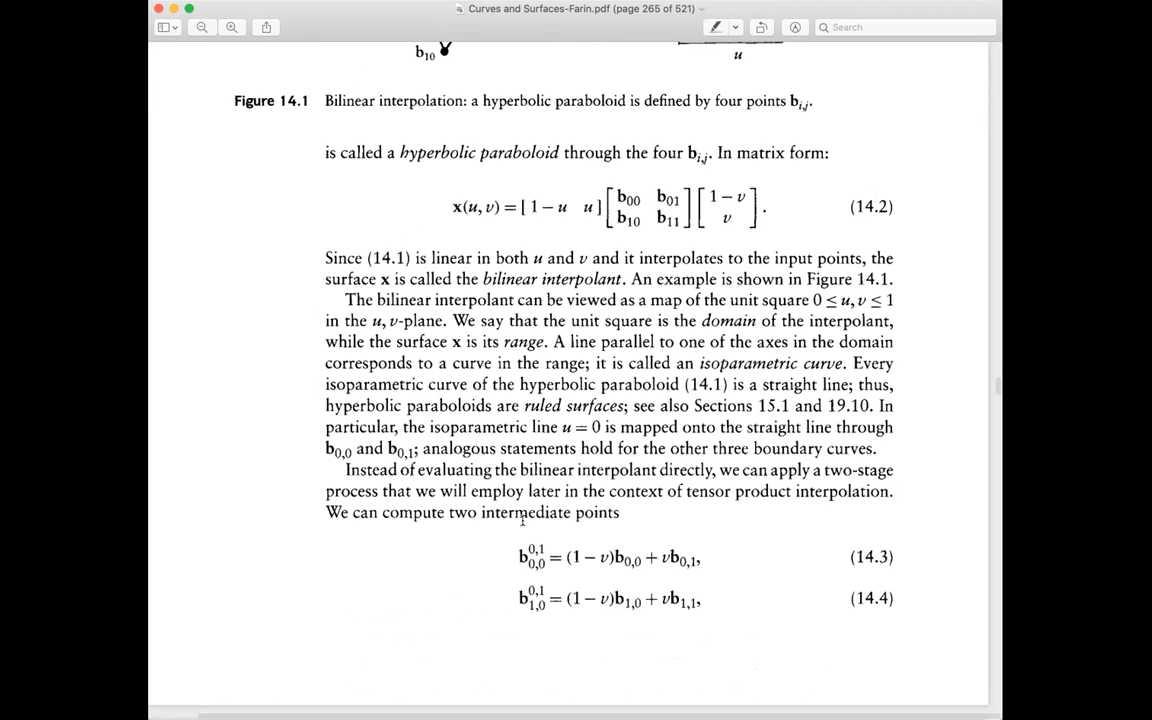 Curves and Surfaces-Farin.pdf (page 265 of 521)
Search
b10
u
Figure 14.1 Bilinear interpolation: a hyperbolic paraboloid is defined by four points bi,j.
is called a hyperbolic paraboloid through the four bi,j. In matrix form:
x(u, v) = [ 1 − u u ] [ b00 b01 b10 b11 ] [ 1 − v v ] . (14.2)
Since (14.1) is linear in both u and v and it interpolates to the input points, the
surface x is called the bilinear interpolant. An example is shown in Figure 14.1.
The bilinear interpolant can be viewed as a map of the unit square 0 ≤ u, v ≤ 1
in the u, v-plane. We say that the unit square is the domain of the interpolant,
while the surface x is its range. A line parallel to one of the axes in the domain
corresponds to a curve in the range; it is called an isoparametric curve. Every
isoparametric curve of the hyperbolic paraboloid (14.1) is a straight line; thus,
hyperbolic paraboloids are ruled surfaces; see also Sections 15.1 and 19.10. In
particular, the isoparametric line u = 0 is mapped onto the straight line through
b0,0 and b0,1; analogous statements hold for the other three boundary curves.
Instead of evaluating the bilinear interpolant directly, we can apply a two-stage
process that we will employ later in the context of tensor product interpolation.
We can compute two intermediate points
b^{0,1}_{0,0} = (1 − v)b0,0 + vb0,1, (14.3)
b^{0,1}_{1,0} = (1 − v)b1,0 + vb1,1, (14.4)